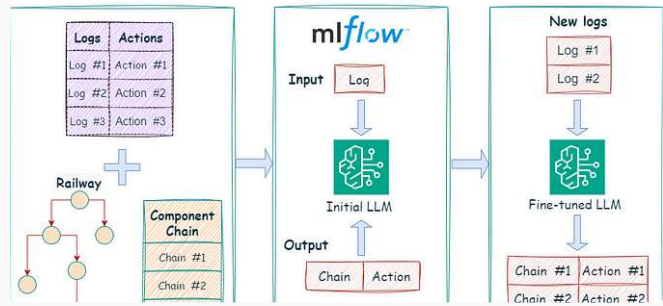 Logs Actions
Log #1 Action #1
Log #2 Action #2
Log #3 Action #3
Railway
Component
Chain
Chain #1
Chain #2
mlflow
Input Log
Initial LLM
Output
Chain Action
New logs
Log #1
Log #2
Fine-tuned LLM
Chain #1 Action #1
Chain #2 Action #2